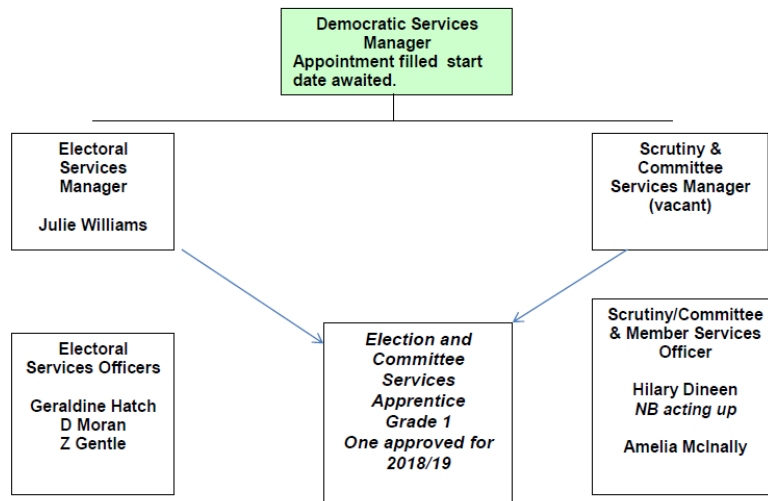 Democratic Services
Manager
Appointment filled start
date awaited.
Electoral
Services
Manager
Julie Williams
Scrutiny &
Committee
Services Manager
(vacant)
Electoral
Services Officers
Geraldine Hatch
D Moran
Z Gentle
Election and
Committee
Services
Apprentice
Grade 1
One approved for
2018/19
Scrutiny/Committee
& Member Services
Officer
Hilary Dineen
NB acting up
Amelia McInally